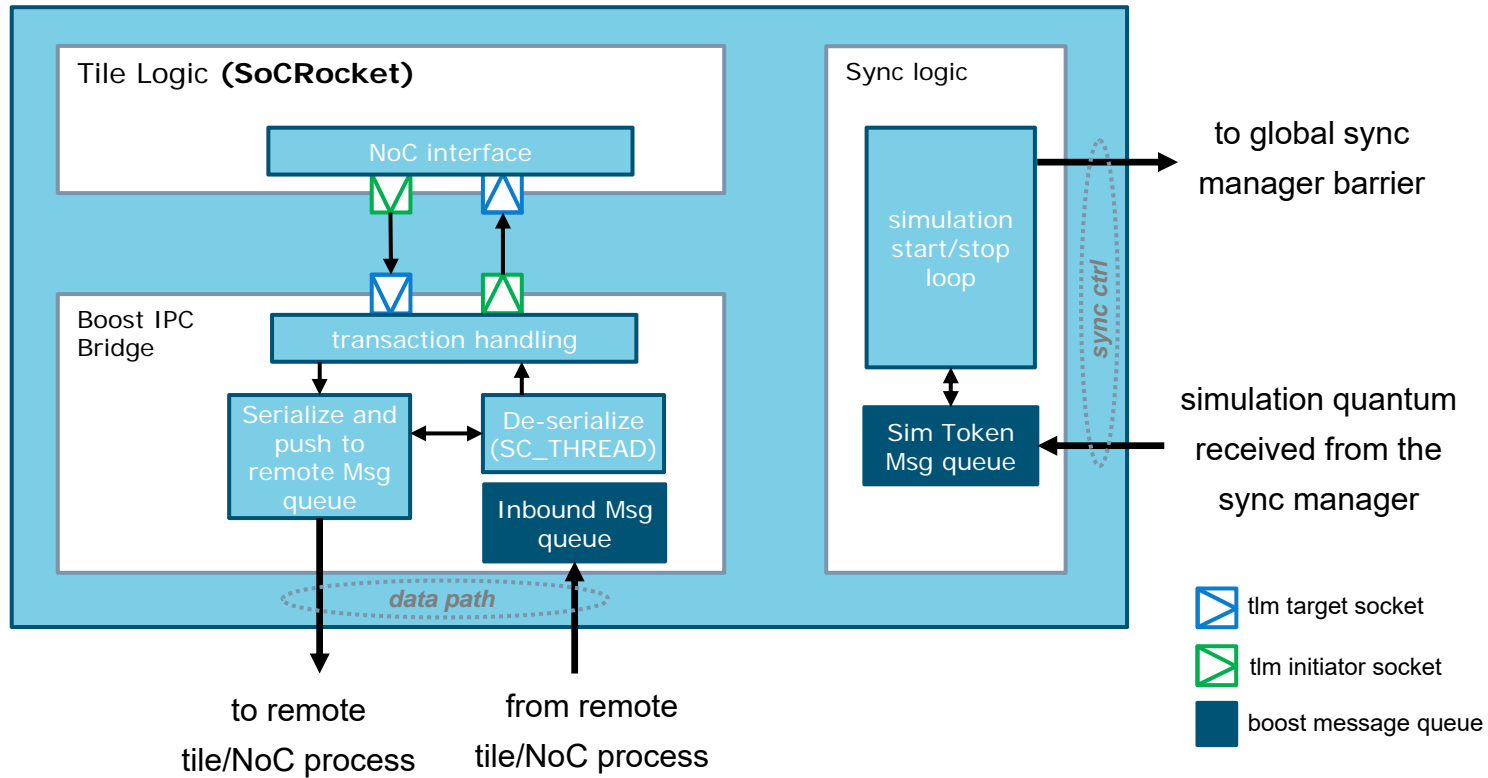 Tile Logic (SoCRocket)
NoC interface
Boost IPC
Bridge
transaction handling
Serialize and
push to
remote Msg
queue
De-serialize
(SC_THREAD)
Inbound Msg
queue
data path
to remote
tile/NoC process
from remote
tile/NoC process
Sync logic
simulation
start/stop
loop
Sim Token
Msg queue
sync ctrl
to global sync
manager barrier
simulation quantum
received from the
sync manager
tlm target socket
tlm initiator socket
boost message queue